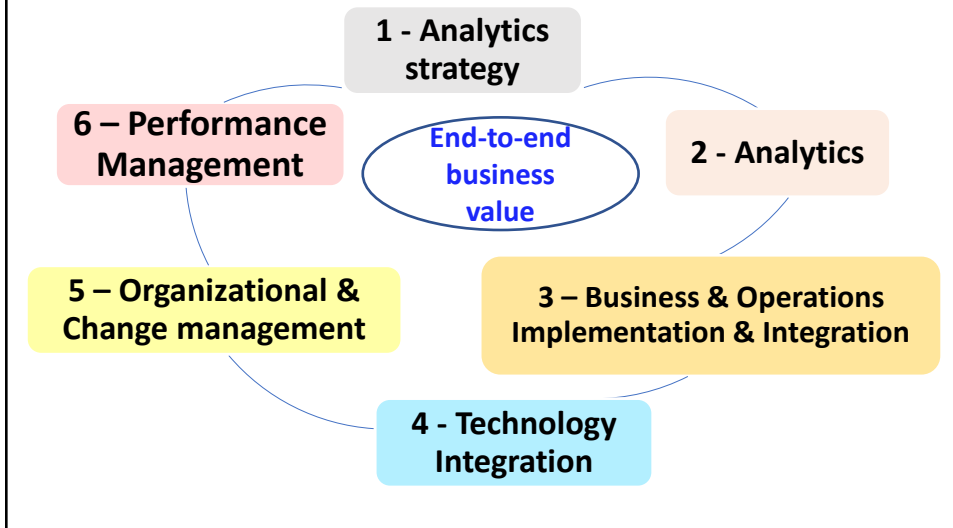 1 - Analytics
strategy
6 – Performance
Management
End-to-end
business
value
2 - Analytics
5 – Organizational &
Change management
3 – Business & Operations
Implementation & Integration
4 - Technology
Integration